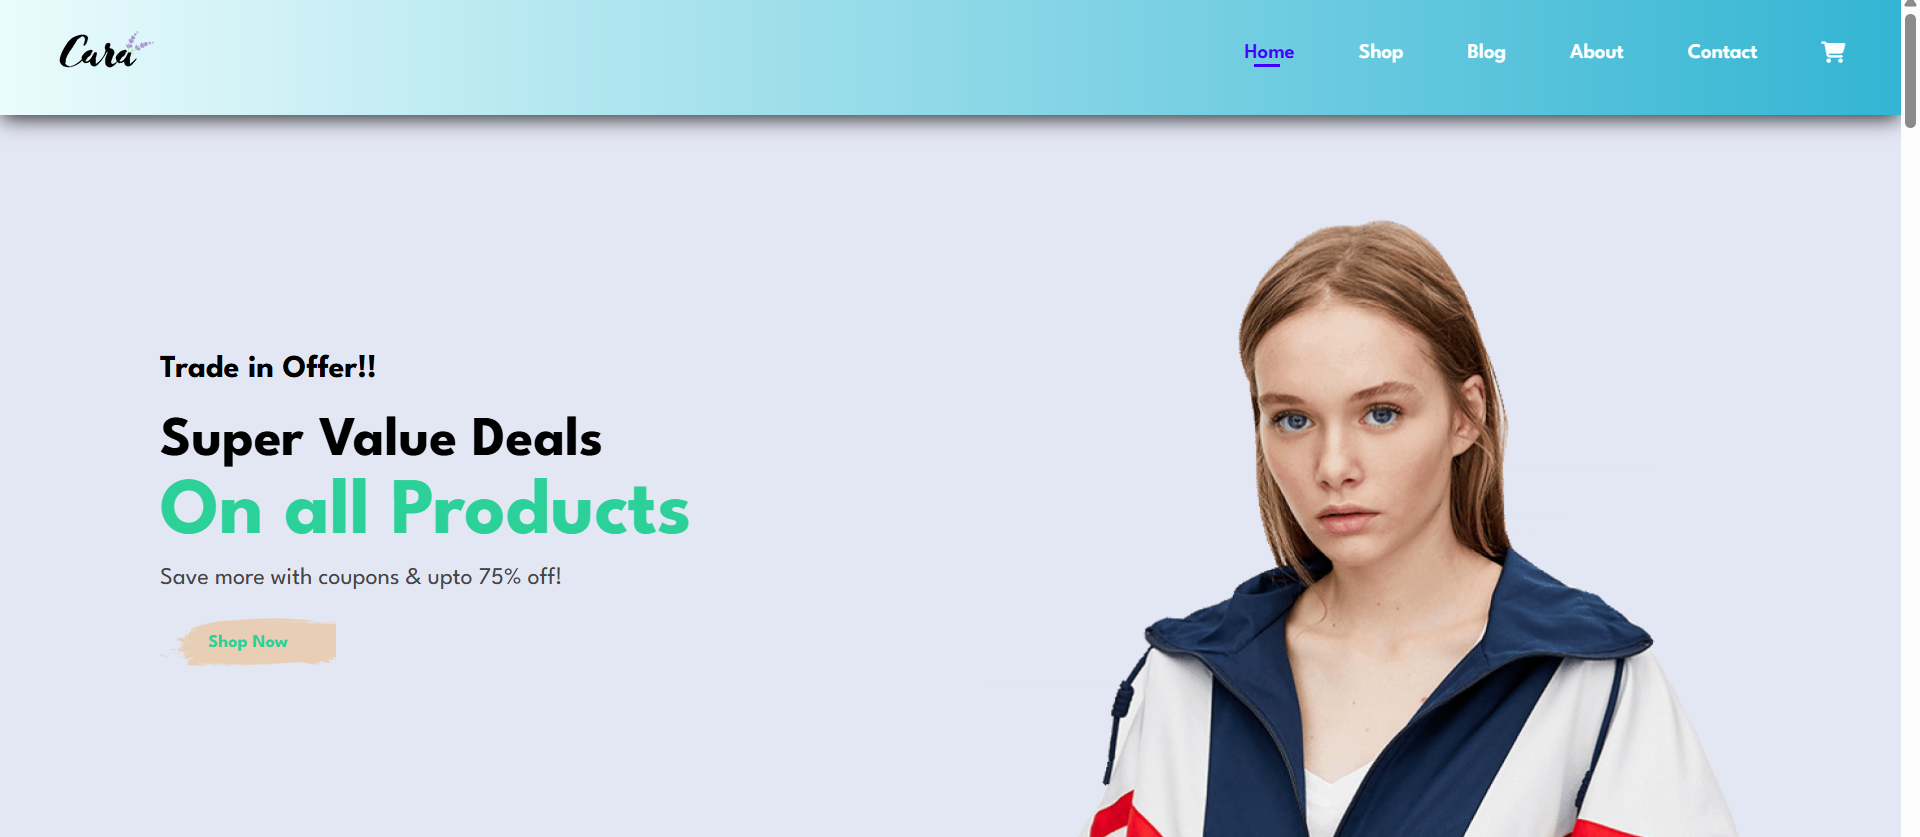 Cara
Home Shop Blog About Contact
Trade in Offer!!
Super Value Deals
On all Products
Save more with coupons & upto 75% off!
Shop Now